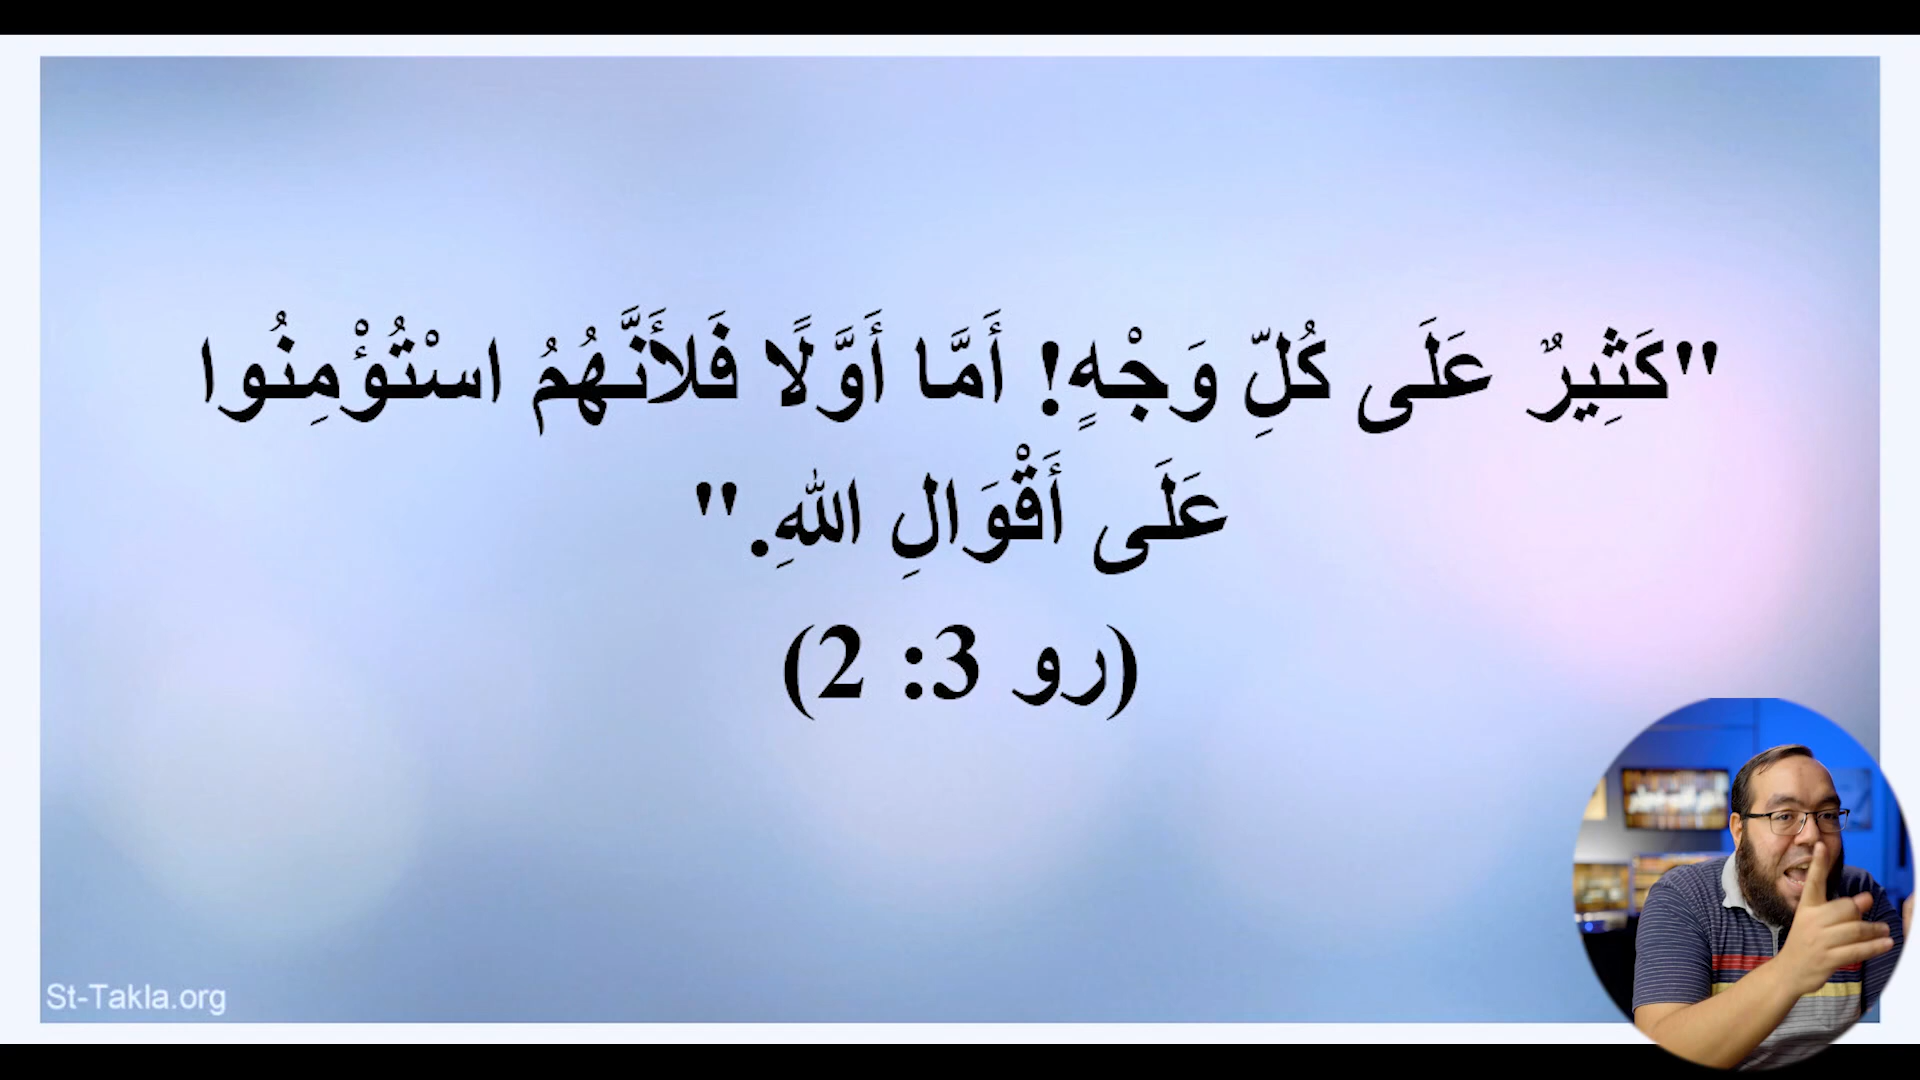 "كَثِيرٌ عَلَى كُلِّ وَجْهٍ! أَمَّا أَوَّلًا فَلأَنَّهُمُ اسْتُؤْمِنُوا
عَلَى أَقْوَالِ اللهِ."
(رو 3: 2)
St-Takla.org